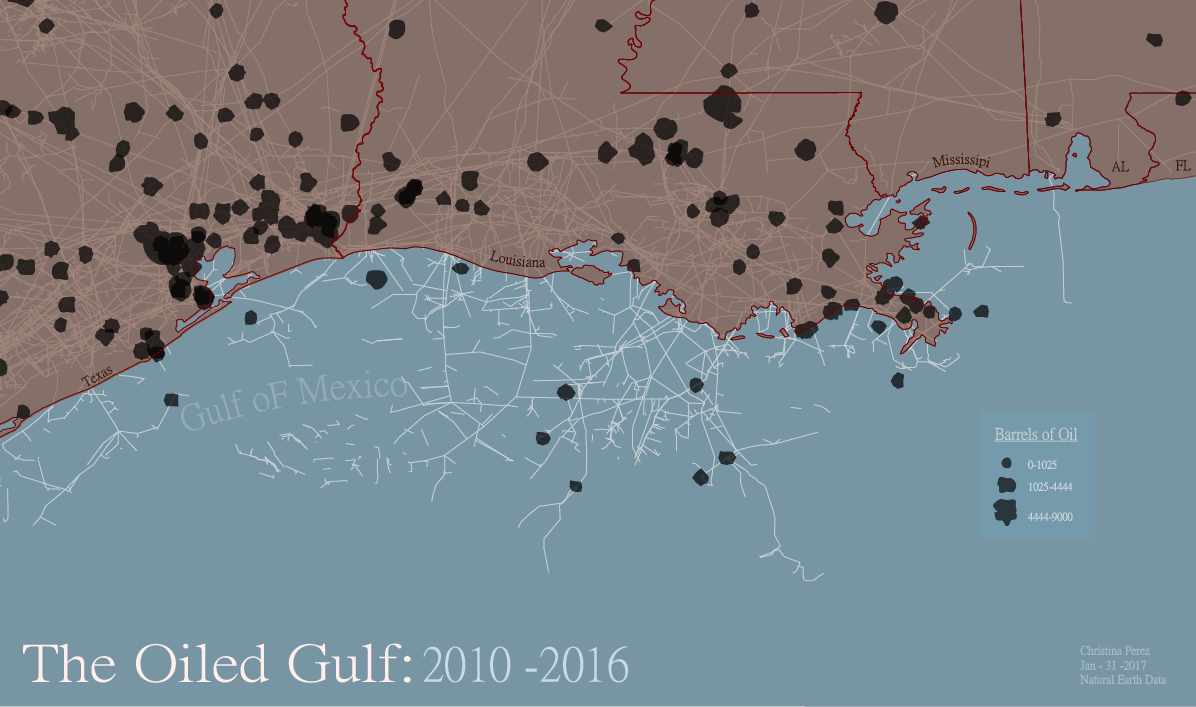 Mississipi
AL
FL
Louisiana
Texas
Gulf oF Mexico
Barrels of Oil
0-1025
1025-4444
4444-9000
The Oiled Gulf: 2010 -2016
Christina Perez
Jan - 31 -2017
Natural Earth Data